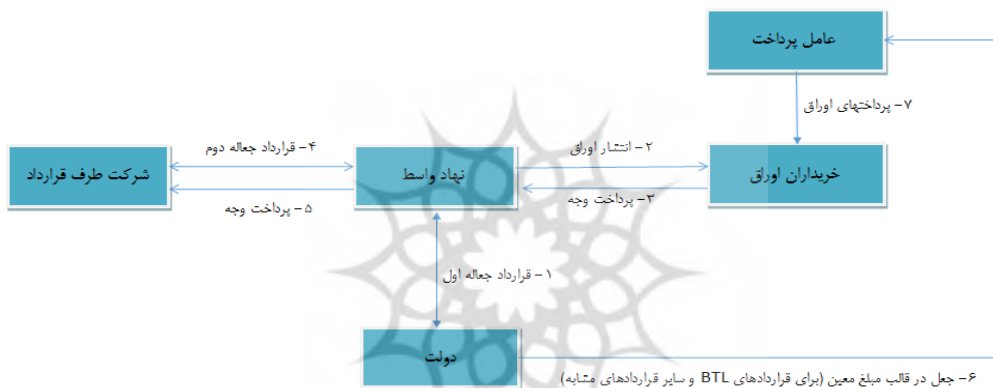 عامل پرداخت
۷- پرداختهای اوراق
خریداران اوراق
۲- انتشار اوراق
۳- پرداخت وجه
نهاد واسط
۴- قرارداد جعاله دوم
۵- پرداخت وجه
شرکت طرف قرارداد
۱- قرارداد جعاله اول
دولت
۶- جعل در قالب مبلغ معین (برای قراردادهای BTL و سایر قراردادهای مشابه)